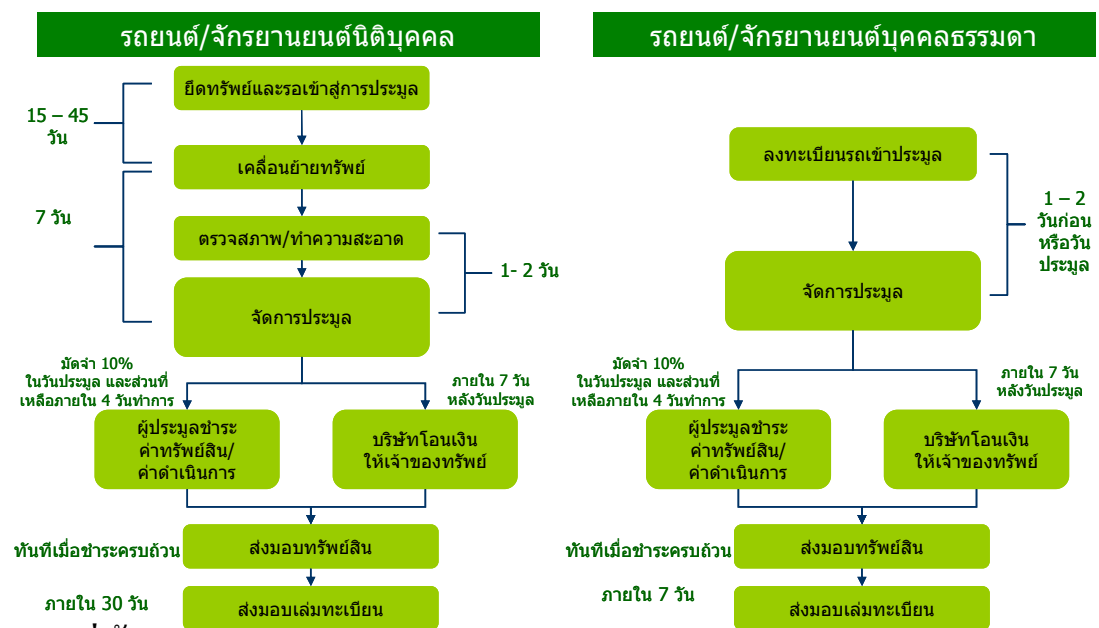 รถยนต์/จักรยานยนต์นิติบุคคล
ยึดทรัพย์และรอเข้าสู่การประมูล
15 – 45
วัน
เคลื่อนย้ายทรัพย์
7 วัน
ตรวจสภาพ/ทำความสะอาด
1- 2 วัน
จัดการประมูล
มัดจำ 10%
ในวันประมูล และส่วนที่
เหลือภายใน 4 วันทำการ
ภายใน 7 วัน
หลังวันประมูล
ผู้ประมูลชำระ
ค่าทรัพย์สิน/
ค่าดำเนินการ
บริษัทโอนเงิน
ให้เจ้าของทรัพย์
ทันทีเมื่อชำระครบถ้วน
ส่งมอบทรัพย์สิน
ภายใน 30 วัน
ส่งมอบเล่มทะเบียน
รถยนต์/จักรยานยนต์บุคคลธรรมดา
ลงทะเบียนรถเข้าประมูล
1 – 2
วันก่อน
หรือวัน
ประมูล
จัดการประมูล
มัดจำ 10%
ในวันประมูล และส่วนที่
เหลือภายใน 4 วันทำการ
ภายใน 7 วัน
หลังวันประมูล
ผู้ประมูลชำระ
ค่าทรัพย์สิน/
ค่าดำเนินการ
บริษัทโอนเงิน
ให้เจ้าของทรัพย์
ทันทีเมื่อชำระครบถ้วน
ส่งมอบทรัพย์สิน
ภายใน 7 วัน
ส่งมอบเล่มทะเบียน